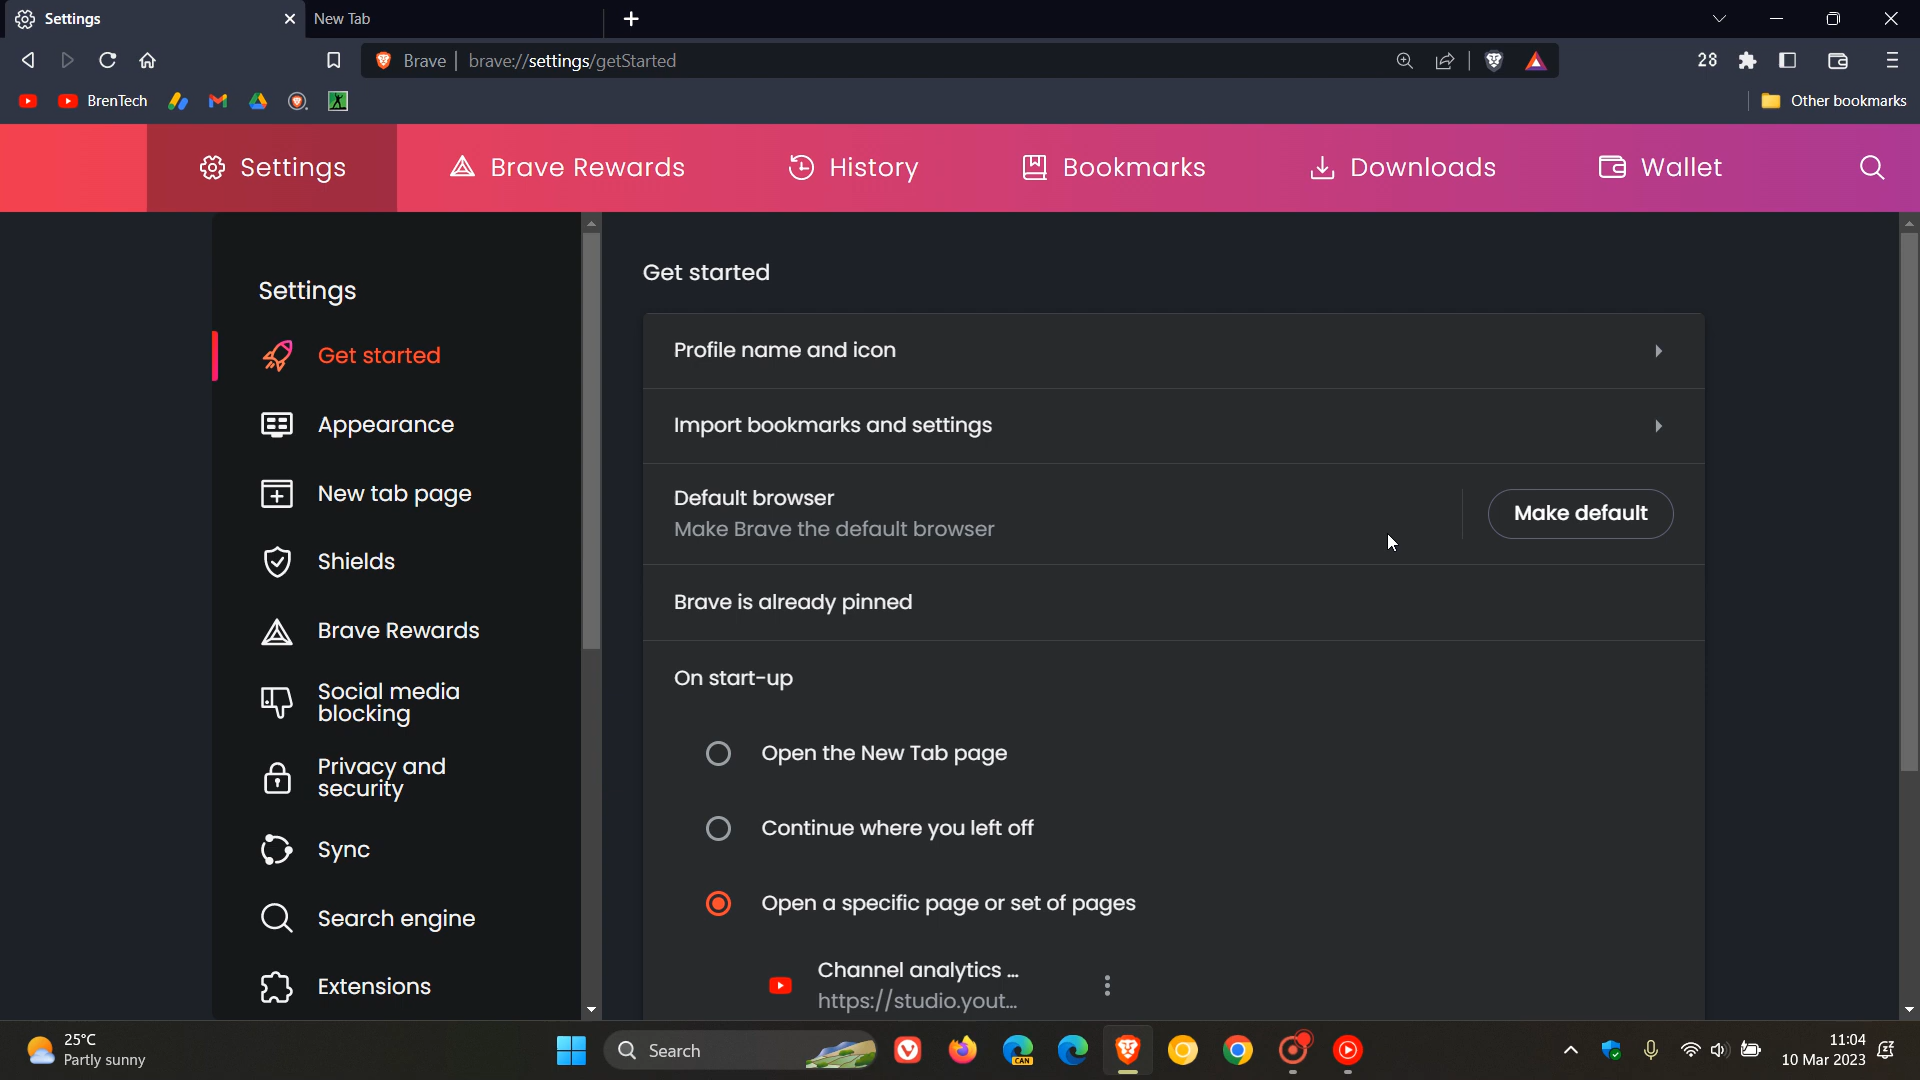 Settings
New Tab
Brave
brave://settings/getStarted
28
BrenTech
Other bookmarks
Settings
Brave Rewards
History
Bookmarks
Downloads
Wallet
Settings
Get started
Appearance
New tab page
Shields
Brave Rewards
Social media
blocking
Privacy and
security
Sync
Search engine
Extensions
Get started
Profile name and icon
Import bookmarks and settings
Default browser
Make Brave the default browser
Make default
Brave is already pinned
On start-up
Open the New Tab page
Continue where you left off
Open a specific page or set of pages
Channel analytics ...
https://studio.yout...
25°C
Partly sunny
Search
CAN
11:04
10 Mar 2023